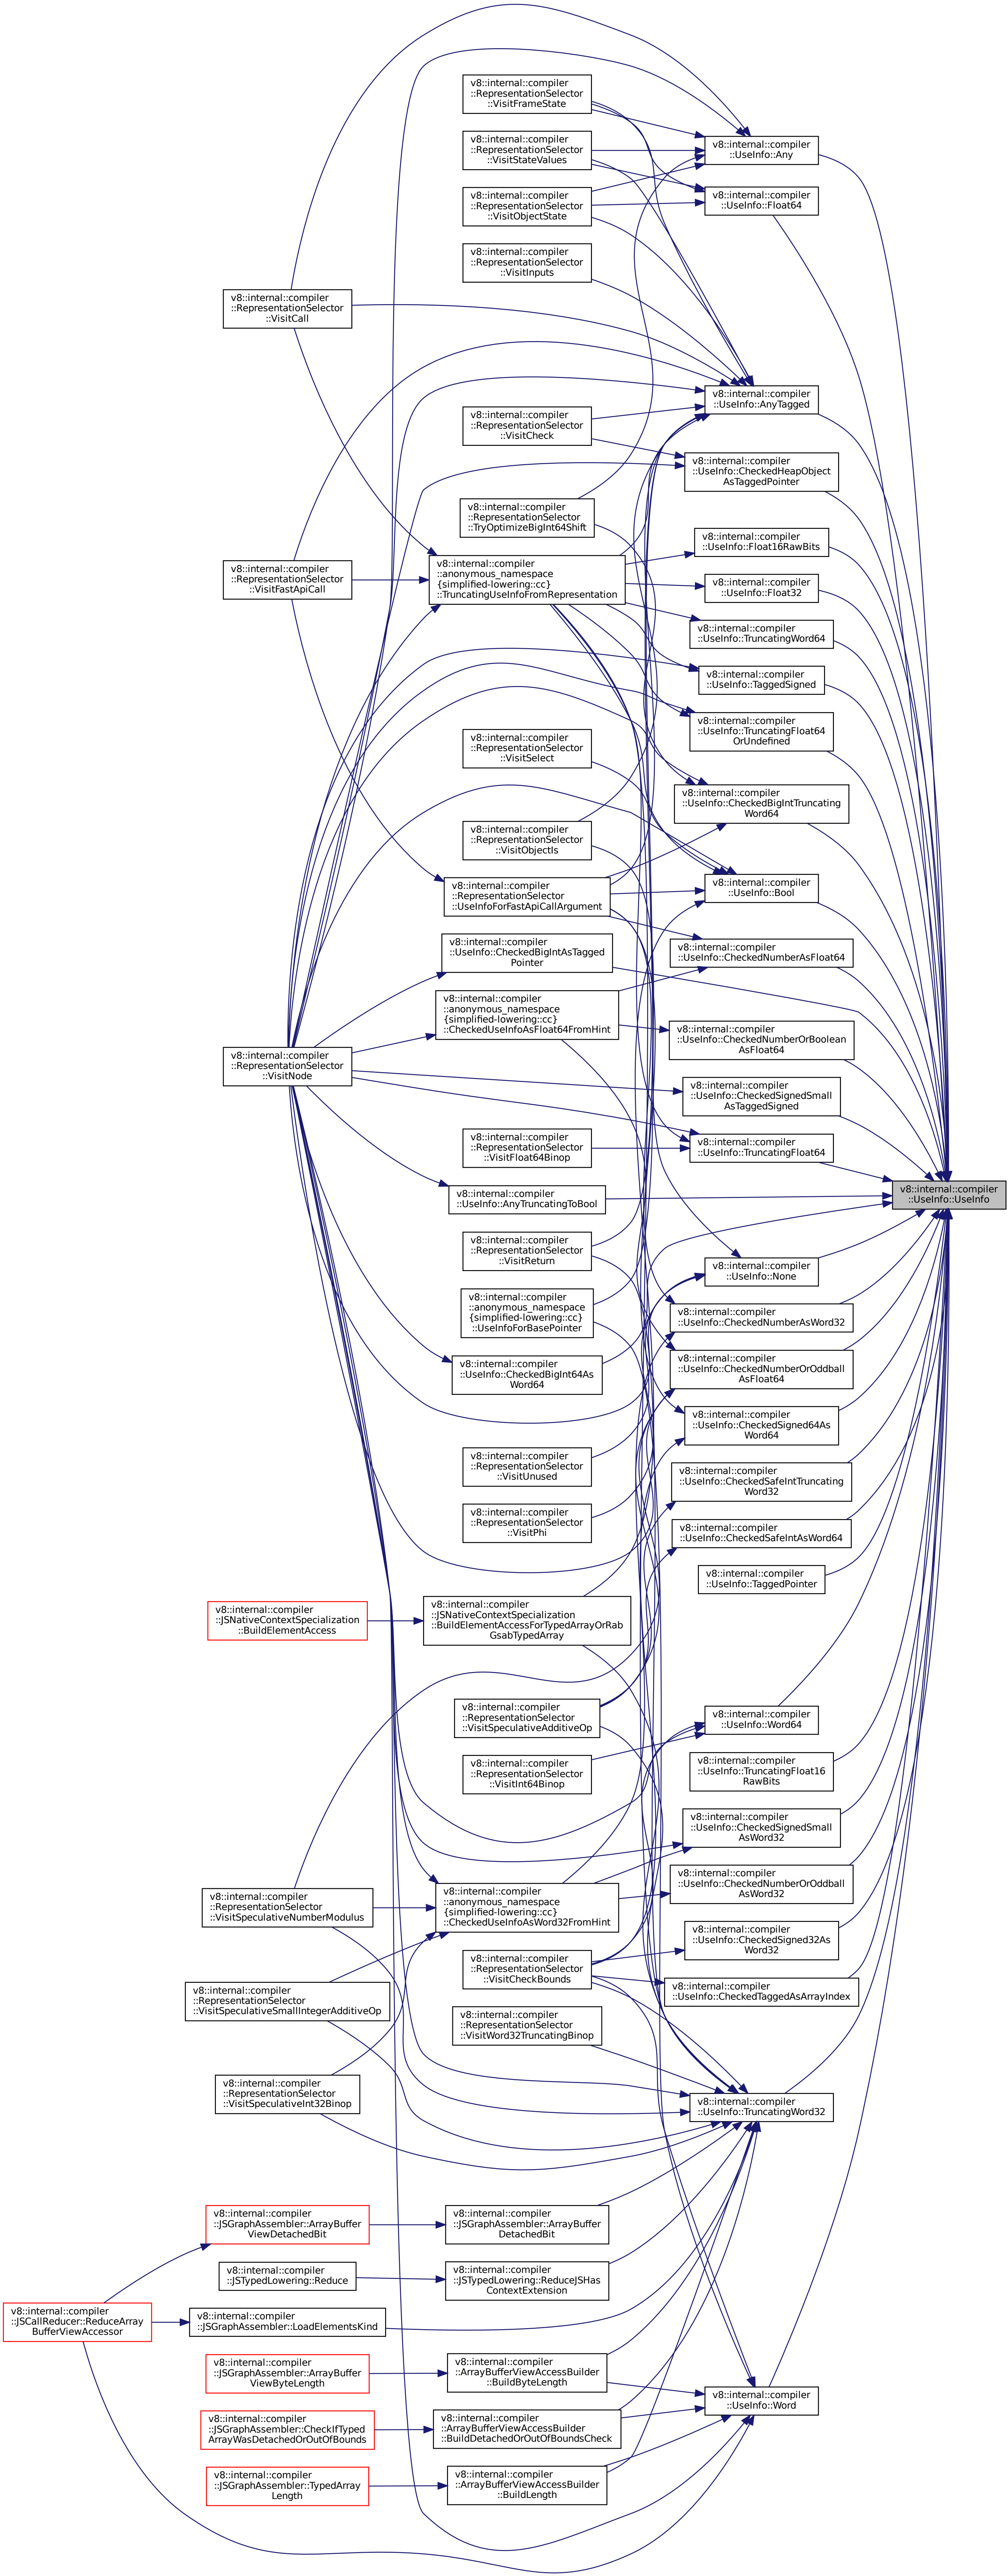 v8::internal::compiler
::RepresentationSelector
::VisitFrameState
v8::internal::compiler
::UseInfo::Any
v8::internal::compiler
::RepresentationSelector
::VisitStateValues
v8::internal::compiler
::RepresentationSelector
::VisitObjectState
v8::internal::compiler
::UseInfo::Float64
v8::internal::compiler
::RepresentationSelector
::VisitInputs
v8::internal::compiler
::RepresentationSelector
::VisitCall
v8::internal::compiler
::UseInfo::AnyTagged
v8::internal::compiler
::RepresentationSelector
::VisitCheck
v8::internal::compiler
::UseInfo::CheckedHeapObject
AsTaggedPointer
v8::internal::compiler
::RepresentationSelector
::TryOptimizeBigInt64Shift
v8::internal::compiler
::UseInfo::Float16RawBits
v8::internal::compiler
::RepresentationSelector
::VisitFastApiCall
v8::internal::compiler
::anonymous_namespace
{simplified-lowering::cc}
::TruncatingUseInfoFromRepresentation
v8::internal::compiler
::UseInfo::Float32
v8::internal::compiler
::UseInfo::TruncatingWord64
v8::internal::compiler
::UseInfo::TaggedSigned
v8::internal::compiler
::UseInfo::TruncatingFloat64
OrUndefined
v8::internal::compiler
::RepresentationSelector
::VisitSelect
v8::internal::compiler
::UseInfo::CheckedBigIntTruncating
Word64
v8::internal::compiler
::RepresentationSelector
::VisitObjectIs
v8::internal::compiler
::RepresentationSelector
::UseInfoForFastApiCallArgument
v8::internal::compiler
::UseInfo::Bool
v8::internal::compiler
::UseInfo::CheckedBigIntAsTagged
Pointer
v8::internal::compiler
::UseInfo::CheckedNumberAsFloat64
v8::internal::compiler
::anonymous_namespace
{simplified-lowering::cc}
::CheckedUseInfoAsFloat64FromHint
v8::internal::compiler
::UseInfo::CheckedNumberOrBoolean
AsFloat64
v8::internal::compiler
::RepresentationSelector
::VisitNode
v8::internal::compiler
::UseInfo::CheckedSignedSmall
AsTaggedSigned
v8::internal::compiler
::RepresentationSelector
::VisitFloat64Binop
v8::internal::compiler
::UseInfo::TruncatingFloat64
v8::internal::compiler
::UseInfo::AnyTruncatingToBool
v8::internal::compiler
::UseInfo::UseInfo
v8::internal::compiler
::RepresentationSelector
::VisitReturn
v8::internal::compiler
::UseInfo::None
v8::internal::compiler
::anonymous_namespace
{simplified-lowering::cc}
::UseInfoForBasePointer
v8::internal::compiler
::UseInfo::CheckedNumberAsWord32
v8::internal::compiler
::UseInfo::CheckedBigInt64As
Word64
v8::internal::compiler
::UseInfo::CheckedNumberOrOddball
AsFloat64
v8::internal::compiler
::UseInfo::CheckedSigned64As
Word64
v8::internal::compiler
::RepresentationSelector
::VisitUnused
v8::internal::compiler
::UseInfo::CheckedSafeIntTruncating
Word32
v8::internal::compiler
::RepresentationSelector
::VisitPhi
v8::internal::compiler
::UseInfo::CheckedSafeIntAsWord64
v8::internal::compiler
::UseInfo::TaggedPointer
v8::internal::compiler
::JSNativeContextSpecialization
::BuildElementAccess
v8::internal::compiler
::JSNativeContextSpecialization
::BuildElementAccessForTypedArrayOrRab
GsabTypedArray
v8::internal::compiler
::RepresentationSelector
::VisitSpeculativeAdditiveOp
v8::internal::compiler
::UseInfo::Word64
v8::internal::compiler
::RepresentationSelector
::VisitInt64Binop
v8::internal::compiler
::UseInfo::TruncatingFloat16
RawBits
v8::internal::compiler
::UseInfo::CheckedSignedSmall
AsWord32
v8::internal::compiler
::RepresentationSelector
::VisitSpeculativeNumberModulus
v8::internal::compiler
::anonymous_namespace
{simplified-lowering::cc}
::CheckedUseInfoAsWord32FromHint
v8::internal::compiler
::UseInfo::CheckedNumberOrOddball
AsWord32
v8::internal::compiler
::UseInfo::CheckedSigned32As
Word32
v8::internal::compiler
::RepresentationSelector
::VisitCheckBounds
v8::internal::compiler
::UseInfo::CheckedTaggedAsArrayIndex
v8::internal::compiler
::RepresentationSelector
::VisitSpeculativeSmallIntegerAdditiveOp
v8::internal::compiler
::RepresentationSelector
::VisitWord32TruncatingBinop
v8::internal::compiler
::RepresentationSelector
::VisitSpeculativeInt32Binop
v8::internal::compiler
::UseInfo::TruncatingWord32
v8::internal::compiler
::JSGraphAssembler::ArrayBuffer
ViewDetachedBit
v8::internal::compiler
::JSGraphAssembler::ArrayBuffer
DetachedBit
v8::internal::compiler
::JSTypedLowering::Reduce
v8::internal::compiler
::JSTypedLowering::ReduceJSHas
ContextExtension
v8::internal::compiler
::JSCallReducer::ReduceArray
BufferViewAccessor
v8::internal::compiler
::JSGraphAssembler::LoadElementsKind
v8::internal::compiler
::JSGraphAssembler::ArrayBuffer
ViewByteLength
v8::internal::compiler
::ArrayBufferViewAccessBuilder
::BuildByteLength
v8::internal::compiler
::UseInfo::Word
v8::internal::compiler
::JSGraphAssembler::CheckIfTyped
ArrayWasDetachedOrOutOfBounds
v8::internal::compiler
::ArrayBufferViewAccessBuilder
::BuildDetachedOrOutOfBoundsCheck
v8::internal::compiler
::JSGraphAssembler::TypedArray
Length
v8::internal::compiler
::ArrayBufferViewAccessBuilder
::BuildLength